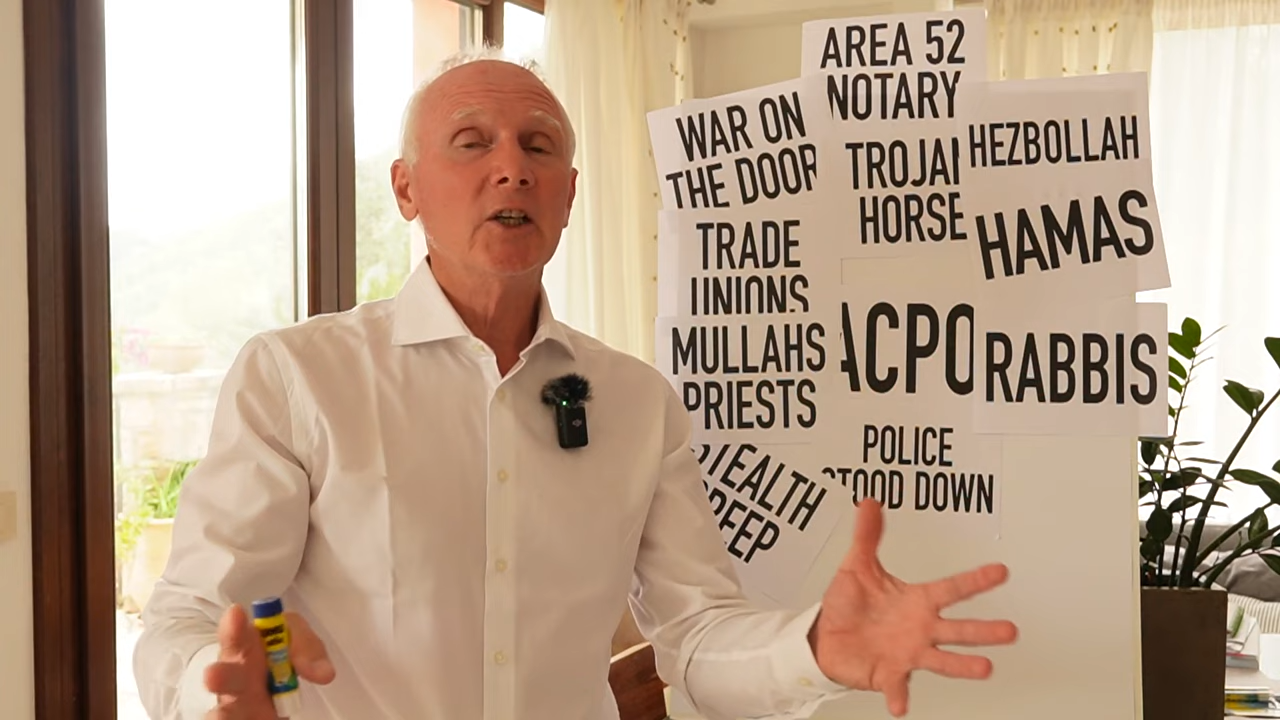 AREA 52
NOTARY
WAR ON
THE DOOR
TROJAN
HORSE
HEZBOLLAH
HAMAS
TRADE
UNIONS
ACPO
RABBIS
MULLAHS
PRIESTS
POLICE
STOOD DOWN
STEALTH